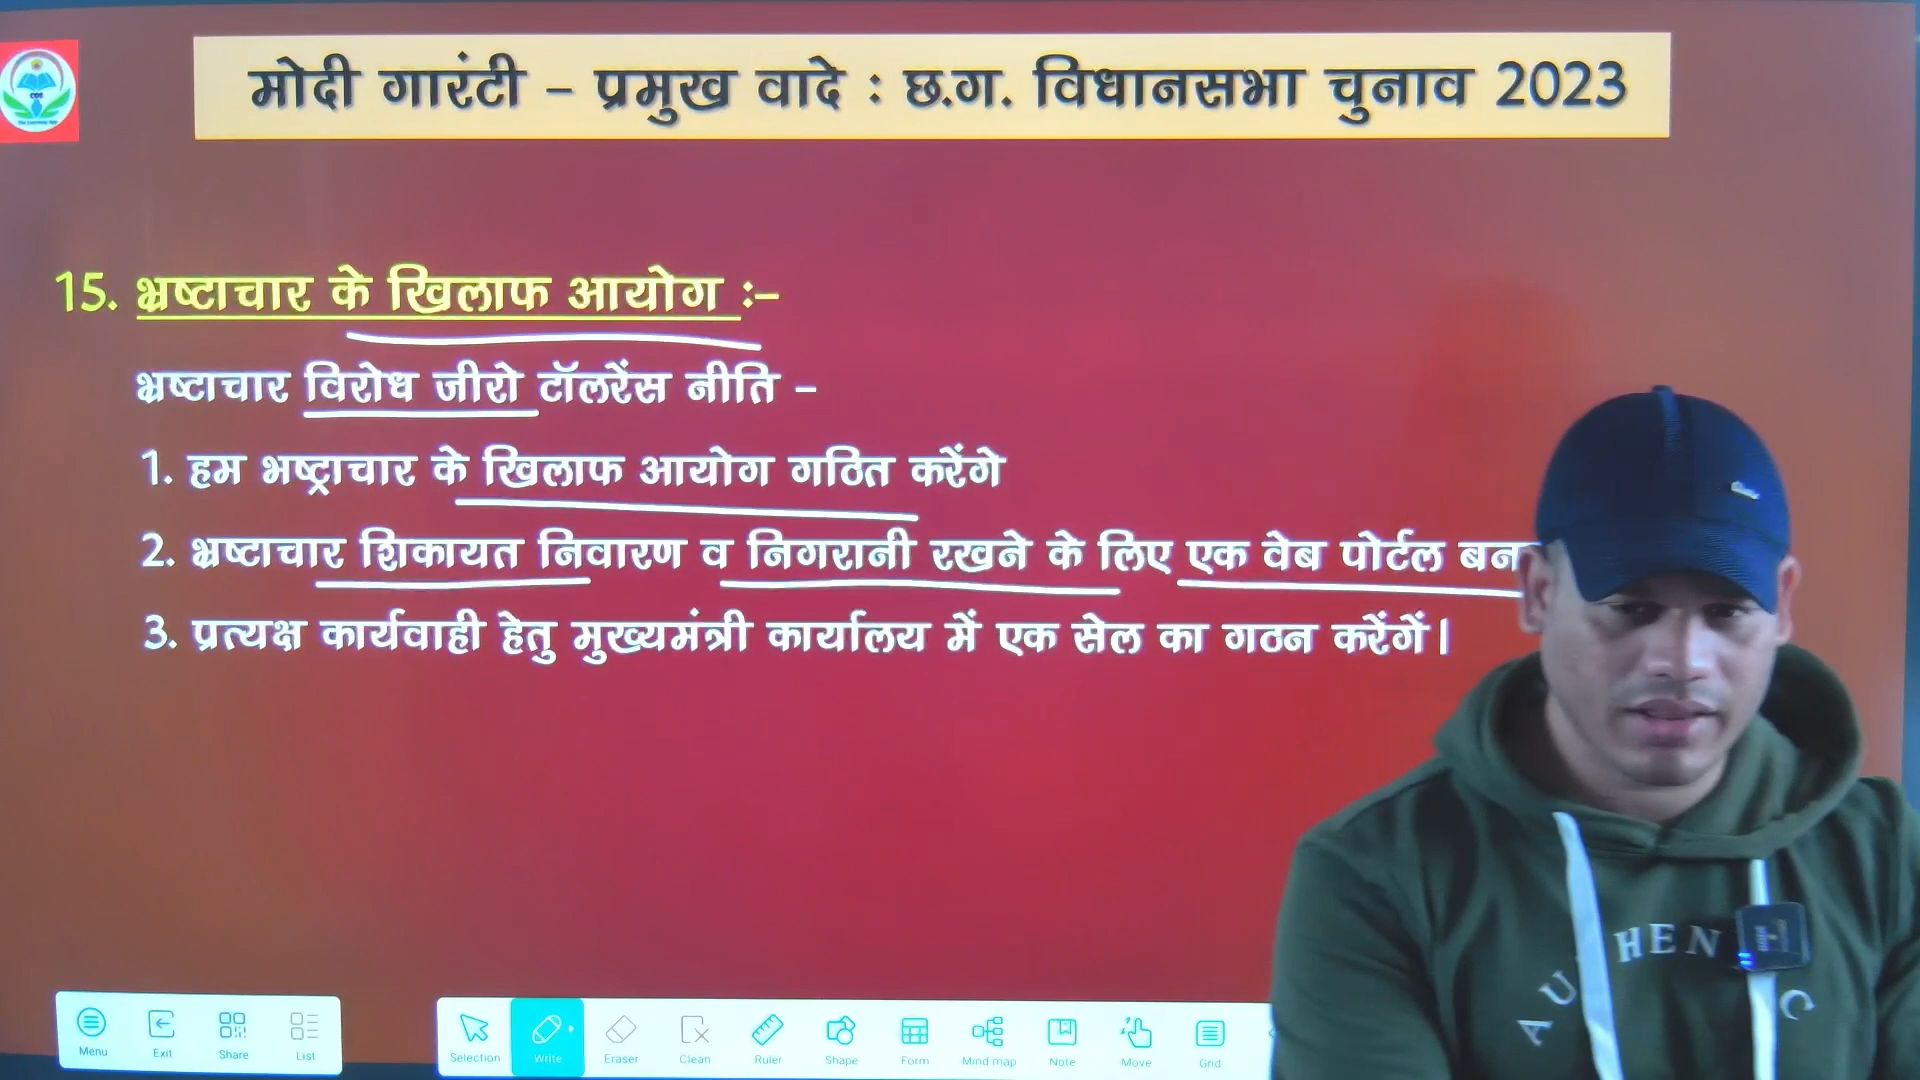 मोदी गारंटी – प्रमुख वादे : छ.ग. विधानसभा चुनाव 2023
15. भ्रष्टाचार के खिलाफ आयोग :–
भ्रष्टाचार विरोध जीरो टॉलरेंस नीति –
1. हम भष्ट्राचार के खिलाफ आयोग गठित करेंगे
2. भ्रष्टाचार शिकायत निवारण व निगरानी रखने के लिए एक वेब पोर्टल
3. प्रत्यक्ष कार्यवाही हेतु मुख्यमंत्री कार्यालय में एक सेल का गठन करेंगें।
Menu Exit Share List Selection Write Eraser Clean Ruler Shape Form Mind map Note Move Grid